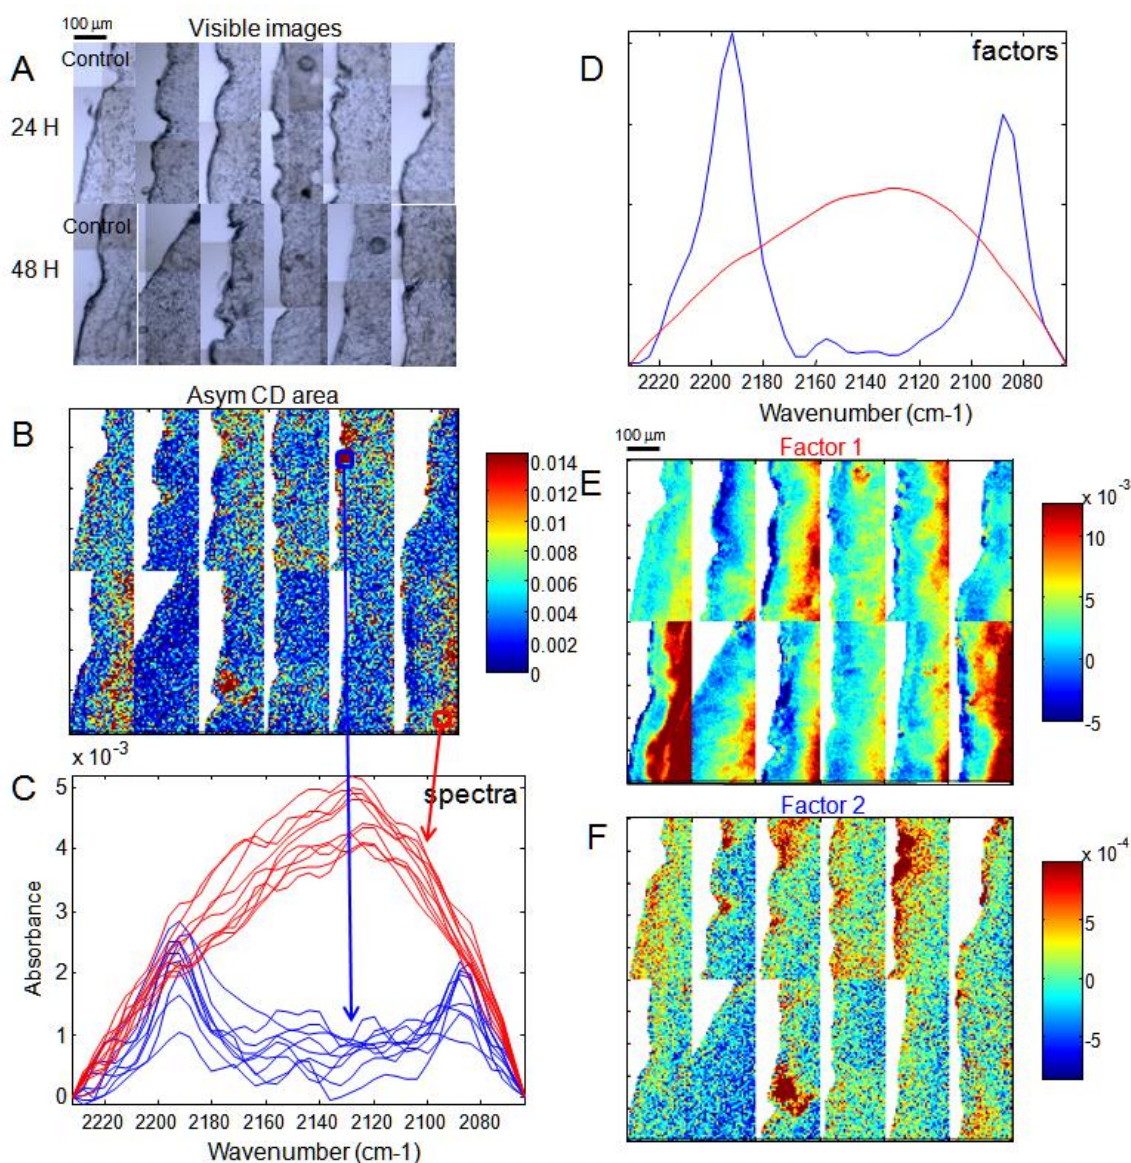 100 µm
Visible images
A
Control
24 H
Control
48 H
D
factors
2220 2200 2180 2160 2140 2120 2100 2080
Wavenumber (cm-1)
Asym CD area
B
0.014
0.012
0.01
0.008
0.006
0.004
0.002
0
x 10-3
C
spectra
5
4
3
2
1
0
Absorbance
2220 2200 2180 2160 2140 2120 2100 2080
Wavenumber (cm-1)
100 µm
Factor 1
E
x 10-3
10
5
0
-5
Factor 2
F
x 10-4
5
0
-5